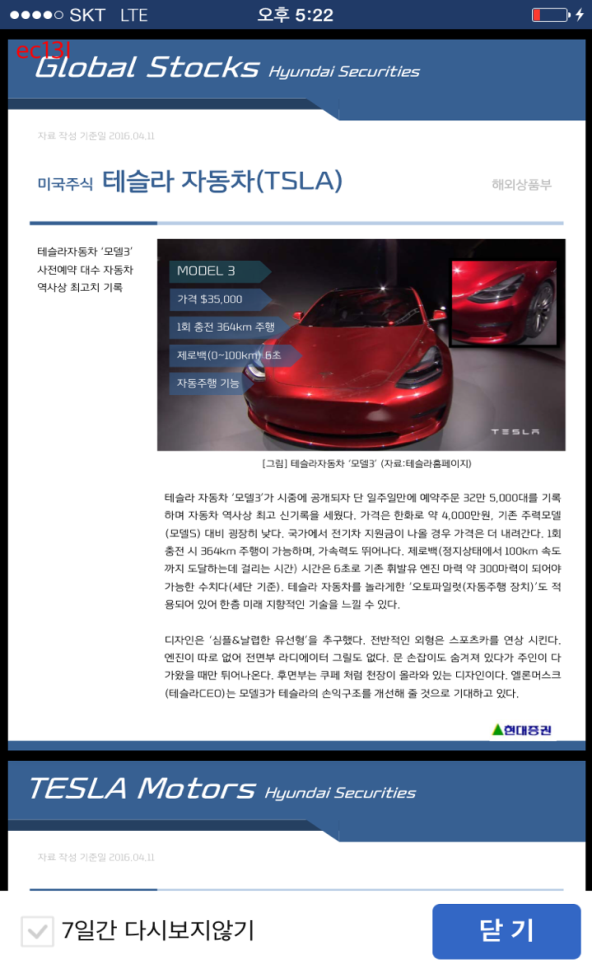 SKT LTE 오후 5:22
ec131
Global Stocks Hyundai Securities
자료 작성 기준일 2016.04.11
미국주식 테슬라 자동차(TSLA) 해외상품부
테슬라자동차 '모델3'
사전예약 대수 자동차
역사상 최고치 기록
MODEL 3
가격 $35,000
1회 충전 364km 주행
제로백(0~100km) 6초
자동주행 기능
TESLA
[그림] 테슬라자동차 '모델3' (자료:테슬라홈페이지)
테슬라 자동차 '모델3'가 시중에 공개되자 단 일주일만에 예약주문 32만 5,000대를 기록
하며 자동차 역사상 최고 신기록을 세웠다. 가격은 한화로 약 4,000만원, 기존 주력모델
(모델S) 대비 굉장히 낮다. 국가에서 전기차 지원금이 나올 경우 가격은 더 내려간다. 1회
충전 시 364km 주행이 가능하며, 가속력도 뛰어나다. 제로백(정지상태에서 100km 속도
까지 도달하는데 걸리는 시간) 시간은 6초로 기존 휘발유 엔진 마력 약 300마력이 되어야
가능한 수치다(세단 기준). 테슬라 자동차를 놀라게한 '오토파일럿(자동주행 장치)'도 적
용되어 있어 한층 미래 지향적인 기술을 느낄 수 있다.
디자인은 '심플&날렵한 유선형'을 추구했다. 전반적인 외형은 스포츠카를 연상 시킨다.
엔진이 따로 없어 전면부 라디에이터 그릴도 없다. 문 손잡이도 숨겨져 있다가 주인이 다
가왔을 때만 튀어나온다. 후면부는 쿠페 처럼 천장이 올라와 있는 디자인이다. 엘론머스크
(테슬라CEO)는 모델3가 테슬라의 손익구조를 개선해 줄 것으로 기대하고 있다.
현대증권
TESLA Motors Hyundai Securities
자료 작성 기준일 2016.04.11
7일간 다시보지않기
닫 기